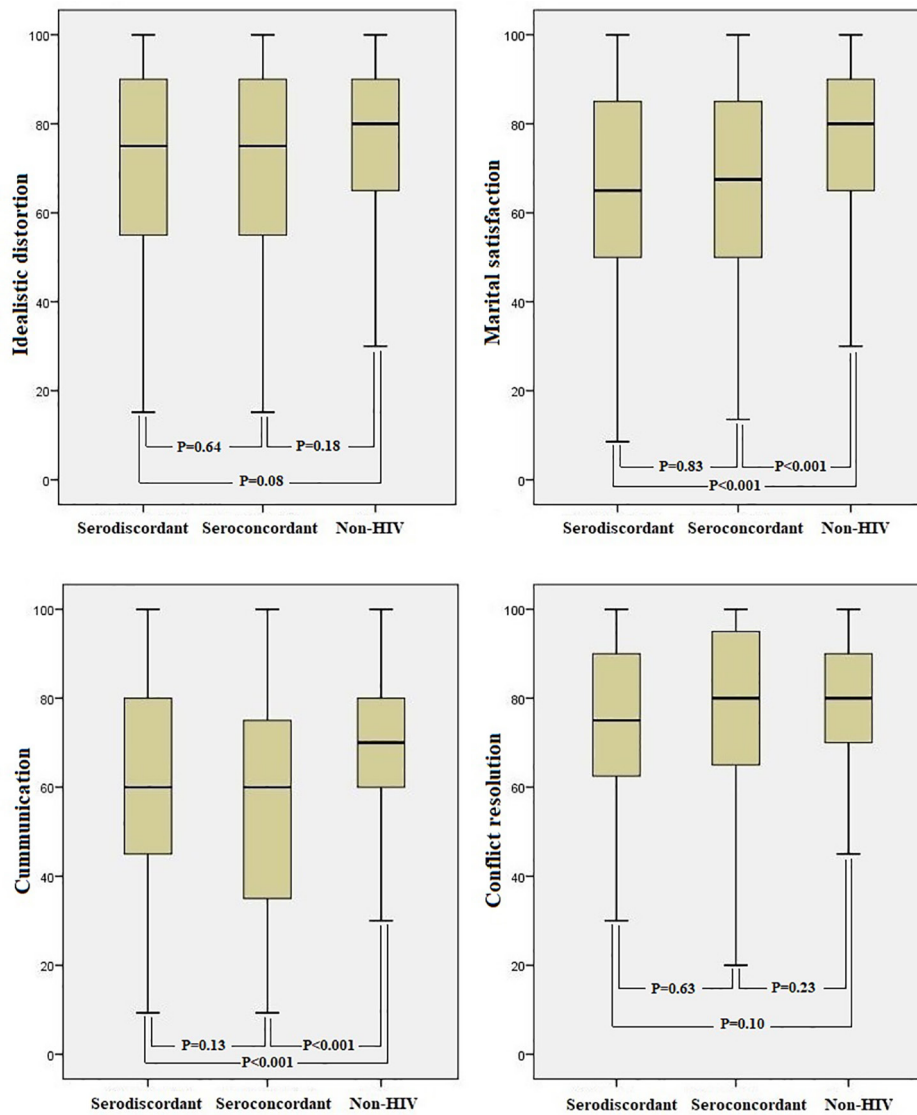 100
80
60
40
20
0
Idealistic distortion
P=0.64
P=0.18
P=0.08
Serodiscordant Seroconcordant Non-HIV
100
80
60
40
20
0
Marital satisfaction
P=0.83
P<0.001
P<0.001
Serodiscordant Seroconcordant Non-HIV
100
80
60
40
20
0
Cummunication
P=0.13
P<0.001
P<0.001
Serodiscordant Seroconcordant Non-HIV
100
80
60
40
20
0
Conflict resolution
P=0.63
P=0.23
P=0.10
Serodiscordant Seroconcordant Non-HIV